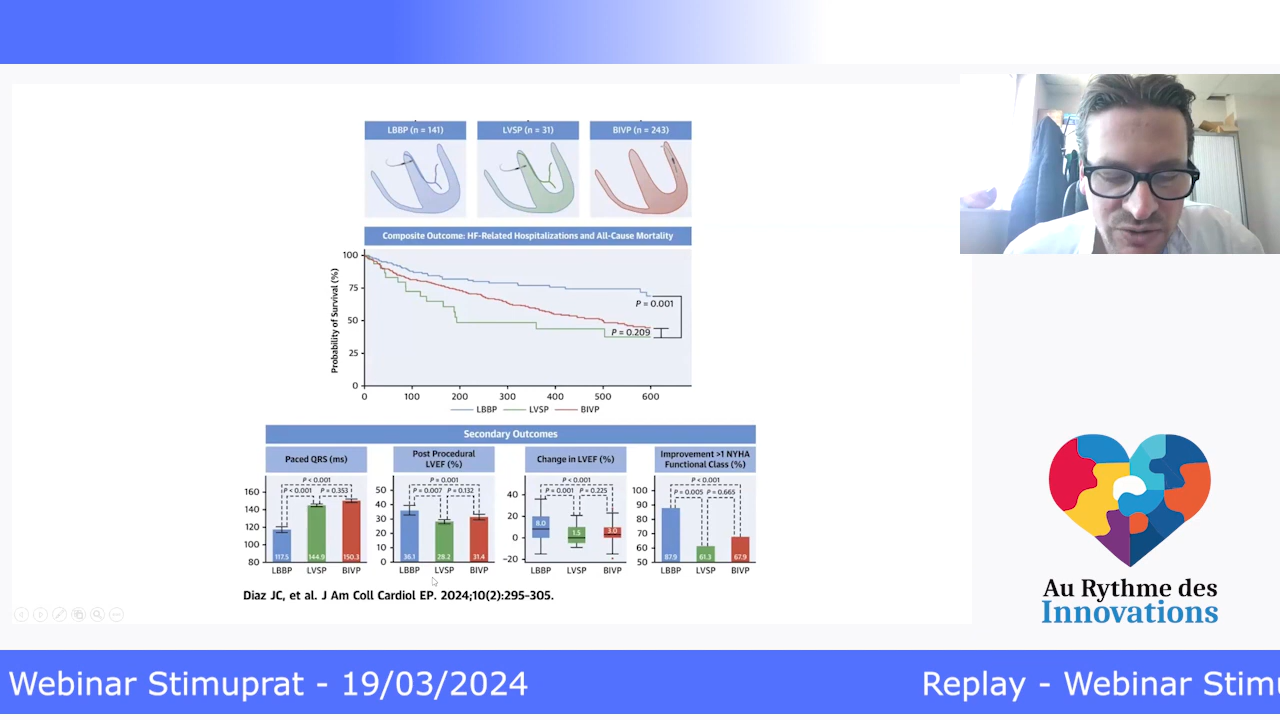 LBBP (n = 141)
LVSP (n = 31)
BIVP (n = 243)
Composite Outcome: HF-Related Hospitalizations and All-Cause Mortality
Probability of Survival (%)
100
75
50
25
0
P = 0.001
P = 0.209
0 100 200 300 400 500 600
LBBP LVSP BIVP
Secondary Outcomes
Paced QRS (ms)
160
140
120
100
80
P < 0.001
P < 0.001 P = 0.353
117.5 144.9 150.3
LBBP LVSP BIVP
Post Procedural
LVEF (%)
50
40
30
20
10
0
P = 0.001
P = 0.007 P = 0.132
36.1 28.2 31.4
LBBP LVSP BIVP
Change in LVEF (%)
40
20
0
−20
P < 0.001
P = 0.001 P = 0.225
8.0 1.5 3.0
LBBP LVSP BIVP
Improvement >1 NYHA
Functional Class (%)
100
90
80
70
60
50
P < 0.001
P = 0.005 P = 0.665
87.9 61.3 67.9
LBBP LVSP BIVP
Diaz JC, et al. J Am Coll Cardiol EP. 2024;10(2):295–305.
Au Rythme des
Innovations
Webinar Stimuprat - 19/03/2024
Replay - Webinar Stimu